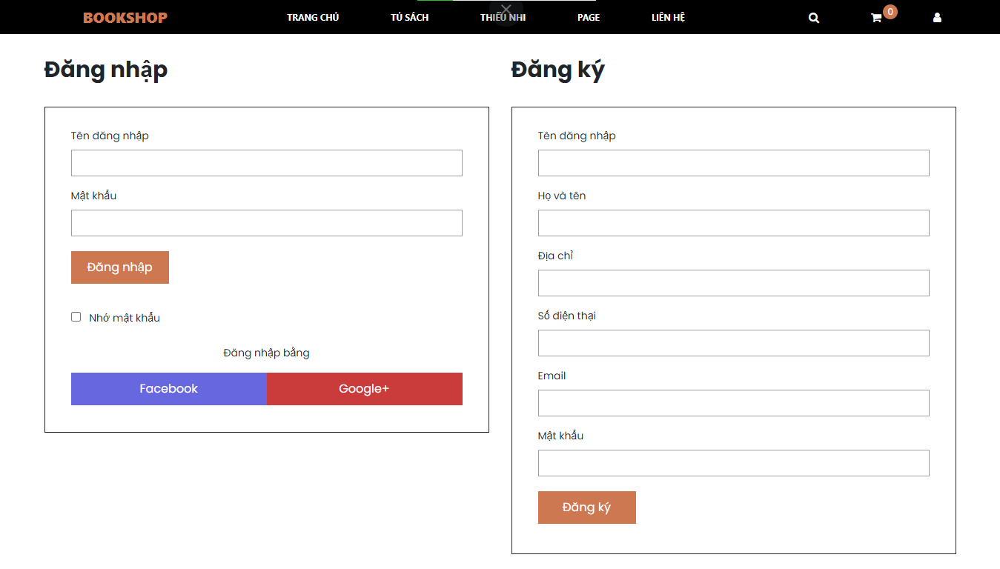 BOOKSHOP
TRANG CHỦ
TỦ SÁCH
THIẾU NHI
PAGE
LIÊN HỆ
0
Đăng nhập
Tên đăng nhập
Mật khẩu
Đăng nhập
Nhớ mật khẩu
Đăng nhập bằng
Facebook
Google+
Đăng ký
Tên đăng nhập
Họ và tên
Địa chỉ
Số điện thại
Email
Mật khẩu
Đăng ký